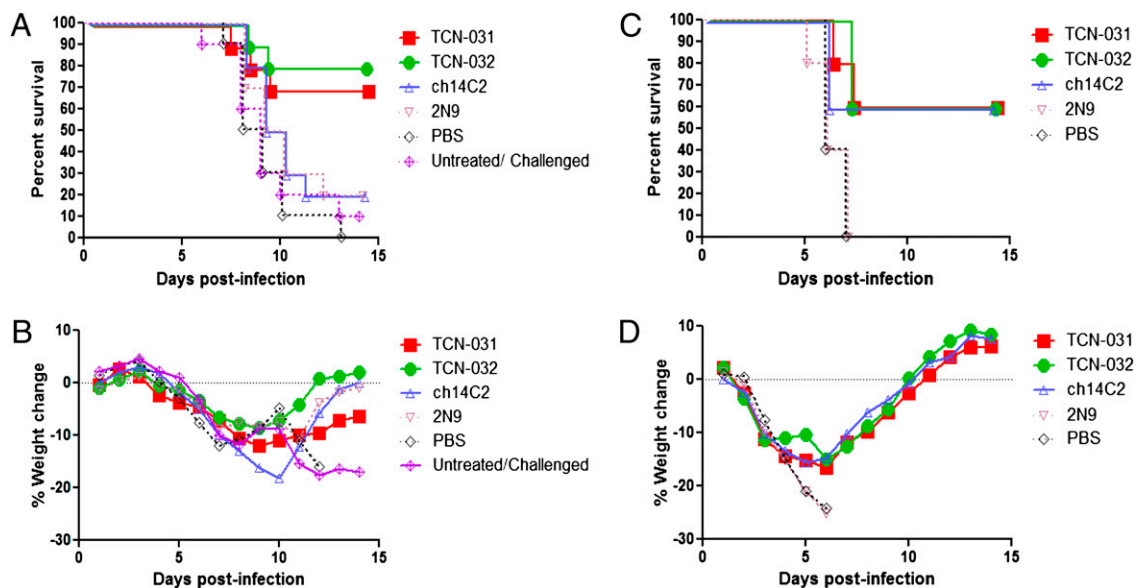 A
Percent survival
100
90
80
70
60
50
40
30
20
10
0
0 5 10 15
Days post-infection
TCN-031
TCN-032
ch14C2
2N9
PBS
Untreated/ Challenged
C
Percent survival
100
90
80
70
60
50
40
30
20
10
0
0 5 10 15
Days post-infection
TCN-031
TCN-032
ch14C2
2N9
PBS
B
% Weight change
10
0
-10
-20
-30
0 5 10 15
Days post-infection
TCN-031
TCN-032
ch14C2
2N9
PBS
Untreated/Challenged
D
% Weight change
10
0
-10
-20
-30
0 5 10 15
Days post-infection
TCN-031
TCN-032
ch14C2
2N9
PBS